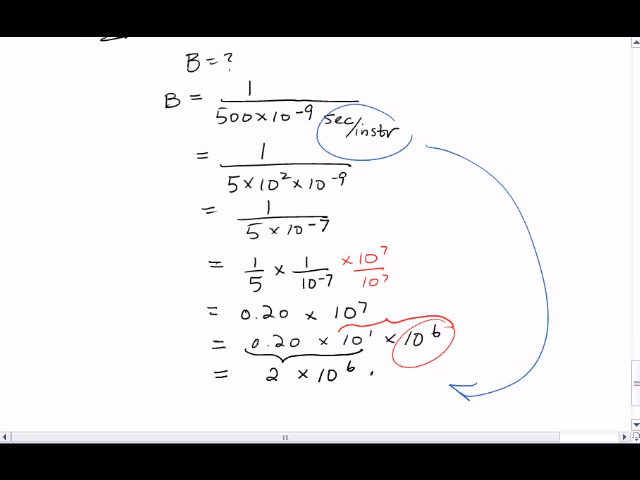 B = ?
B = 1 / 500 × 10⁻⁹ sec/instr
= 1 / 5 × 10² × 10⁻⁹
= 1 / 5 × 10⁻⁷
= 1/5 × 1/10⁻⁷ × 10⁷/10⁷
= 0.20 × 10⁷
= 0.20 × 10¹ × 10⁶
= 2 × 10⁶ .